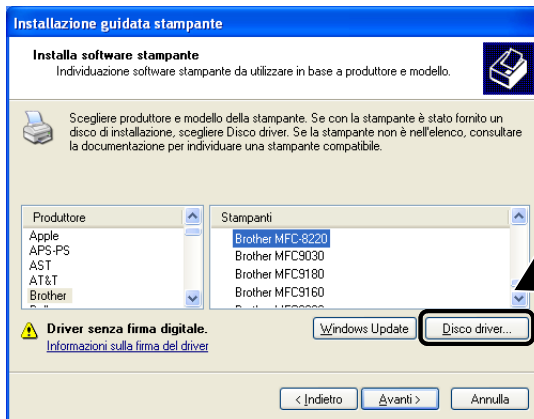 Installazione guidata stampante
Installa software stampante
Individuazione software stampante da utilizzare in base a produttore e modello.
Scegliere produttore e modello della stampante. Se con la stampante è stato fornito un
disco di installazione, scegliere Disco driver. Se la stampante non è nell'elenco, consultare
la documentazione per individuare una stampante compatibile.
Produttore
Apple
APS-PS
AST
AT&T
Brother
Stampanti
Brother MFC-8220
Brother MFC9030
Brother MFC9180
Brother MFC9160
Driver senza firma digitale.
Informazioni sulla firma del driver
Windows Update
Disco driver...
< Indietro
Avanti >
Annulla